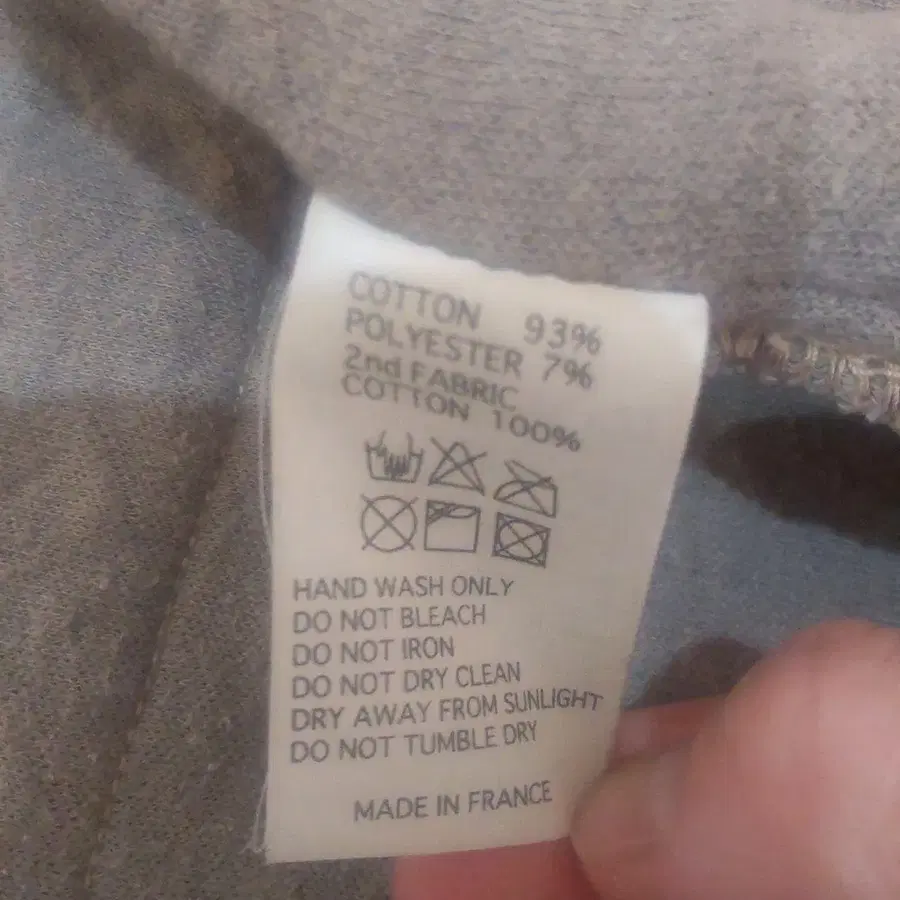 COTTON 93%
POLYESTER 7%
2nd FABRIC
COTTON 100%
HAND WASH ONLY
DO NOT BLEACH
DO NOT IRON
DO NOT DRY CLEAN
DRY AWAY FROM SUNLIGHT
DO NOT TUMBLE DRY
MADE IN FRANCE